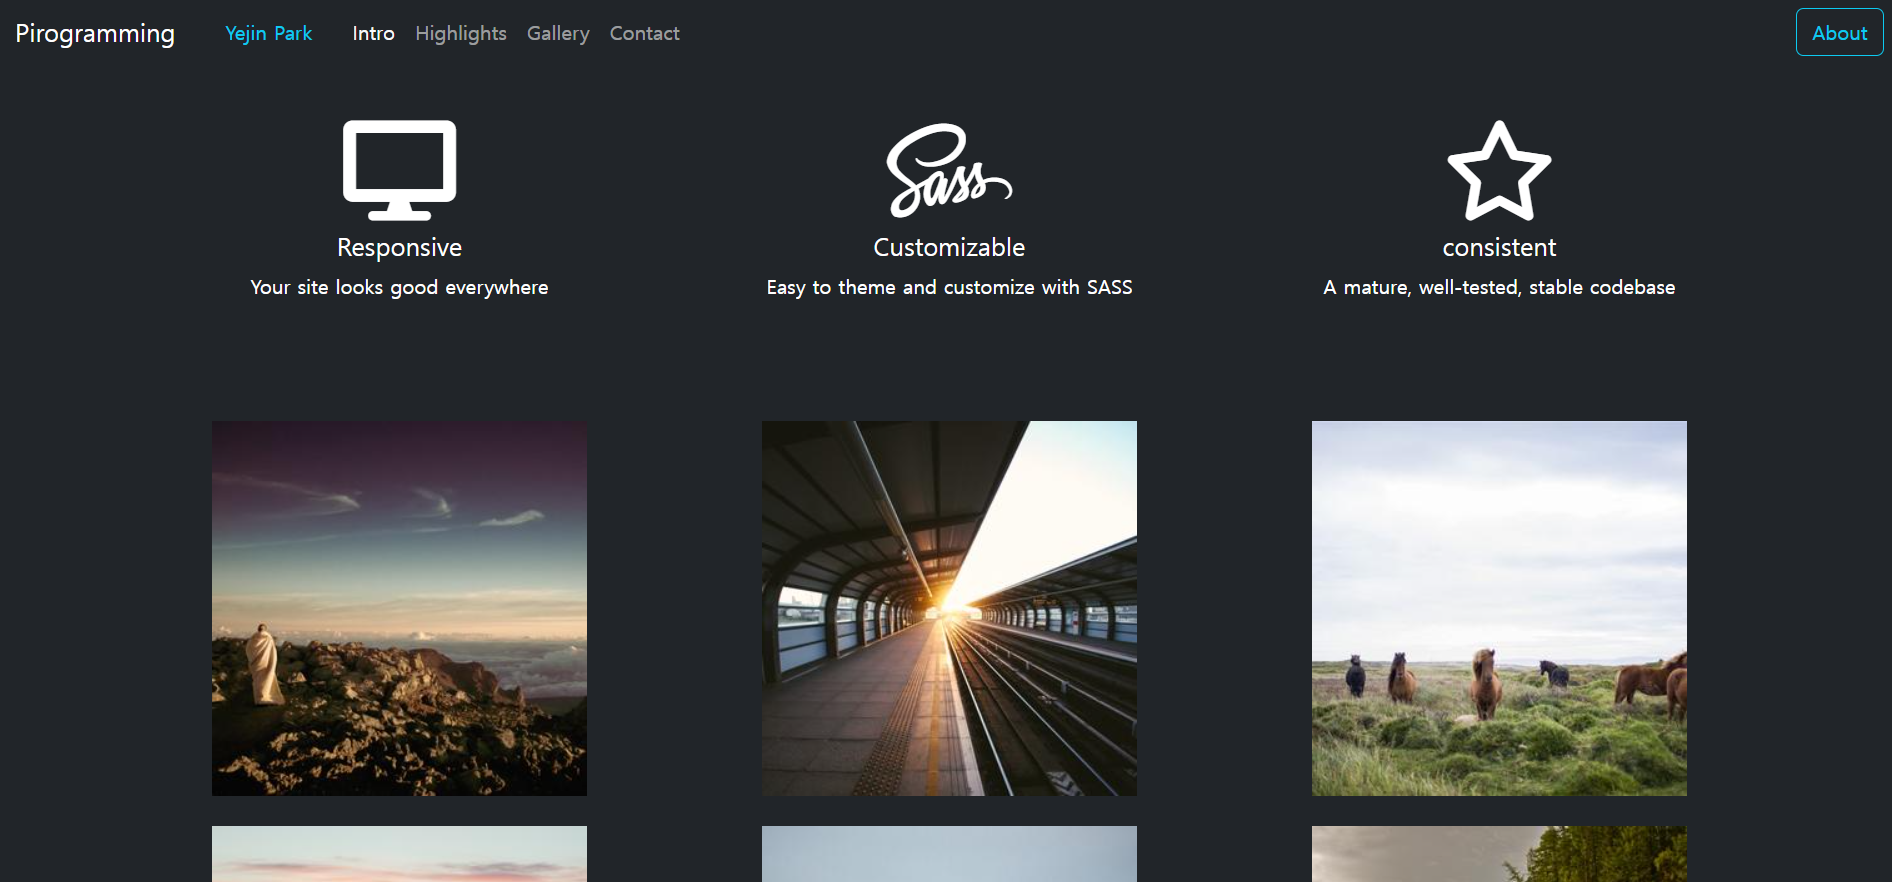 Pirogramming Yejin Park Intro Highlights Gallery Contact About
Sass
Responsive Customizable consistent
Your site looks good everywhere Easy to theme and customize with SASS A mature, well-tested, stable codebase